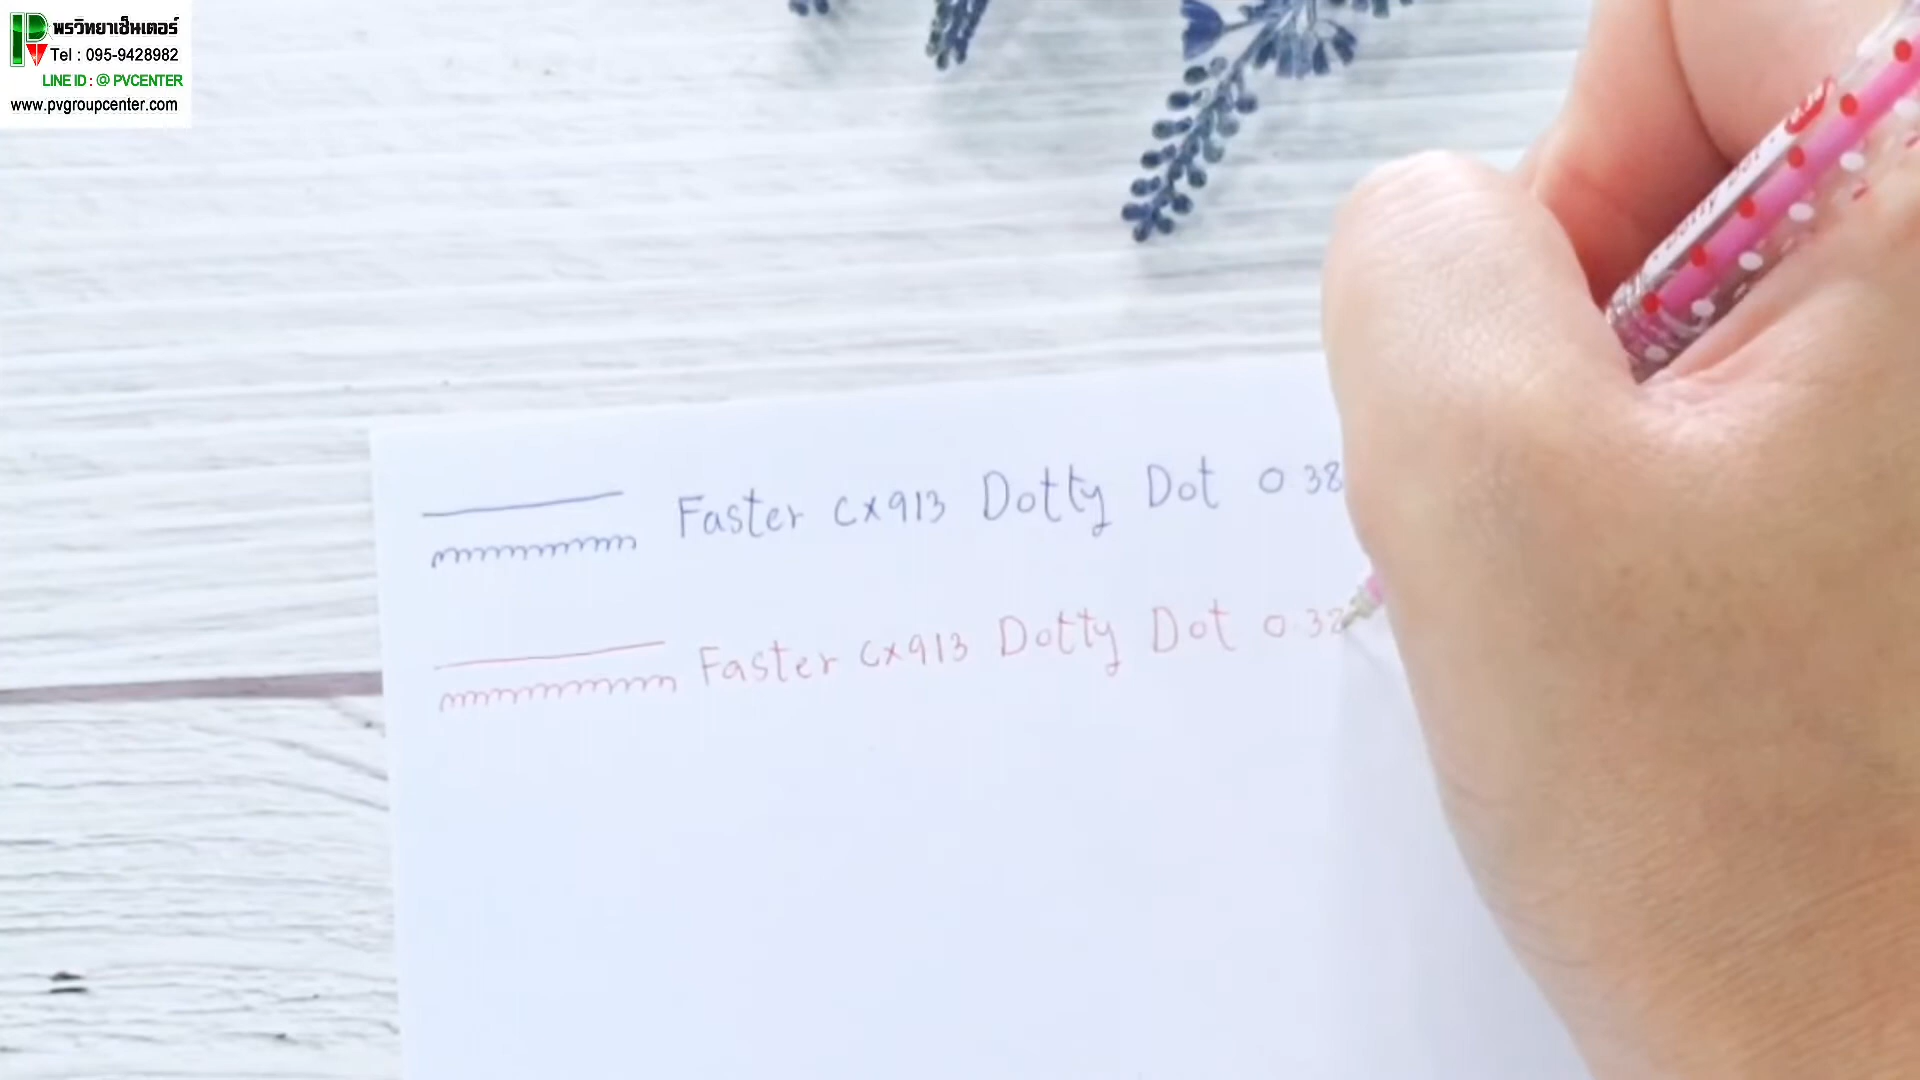 พรวิทยาเซ็นเตอร์
Tel : 095-9428982
LINE ID : @ PVCENTER
www.pvgroupcenter.com
Faster CX913 Dotty Dot 0 38
Faster CX913 Dotty Dot 0 38